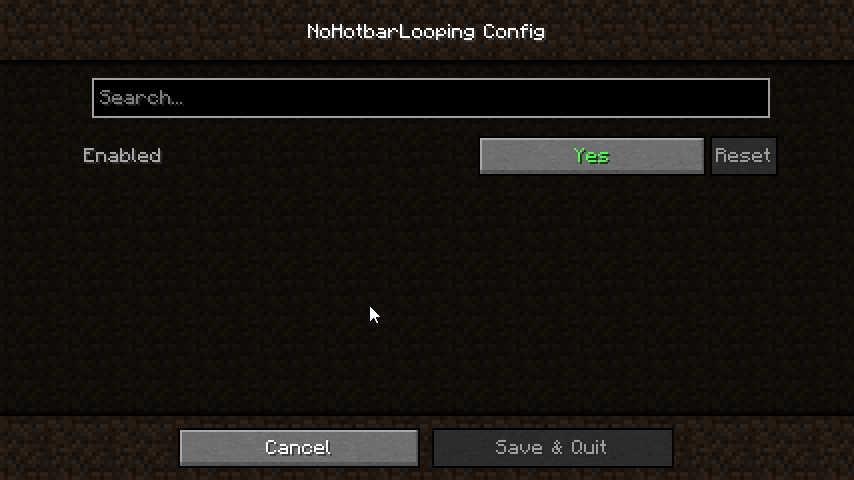 NoHotbarLooping Config
Search...
Enabled
Yes
Reset
Cancel
Save & Quit